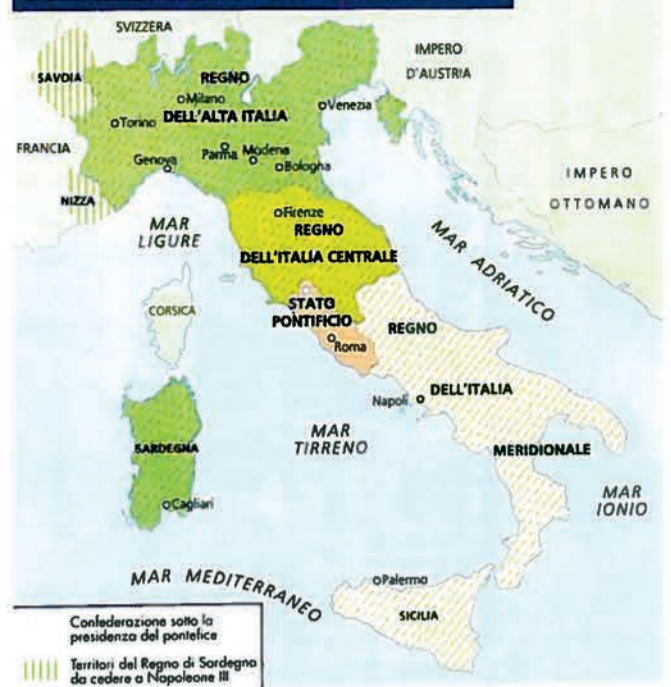 SVIZZERA
SAVOIA
REGNO
IMPERO
D'AUSTRIA
Milano
Venezia
Torino
DELL'ALTA ITALIA
FRANCIA
Genova
Parma
Modena
Bologna
IMPERO
OTTOMANO
NIZZA
Firenze
MAR
LIGURE
REGNO
DELL'ITALIA CENTRALE
MAR ADRIATICO
STATO
PONTIFICIO
CORSICA
Roma
REGNO
DELL'ITALIA
Napoli
MAR
TIRRENO
MERIDIONALE
SARDEGNA
MAR
IONIO
Cagliari
MAR MEDITERRANEO
Palermo
SICILIA
Confederazione sotto la
presidenza del pontefice
Territori del Regno di Sardegna
da cedere a Napoleone III